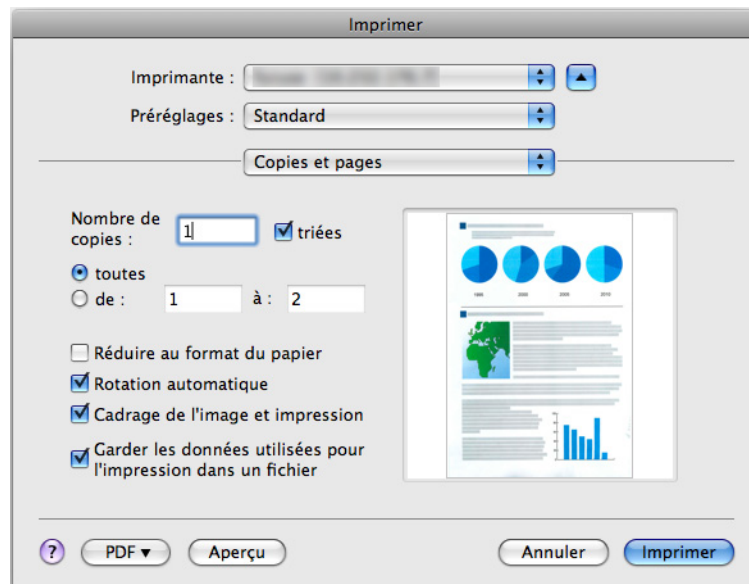 Imprimer
Imprimante :
Préréglages : Standard
Copies et pages
Nombre de
copies : 1 triées
toutes
de : 1 à : 2
Réduire au format du papier
Rotation automatique
Cadrage de l'image et impression
Garder les données utilisées pour
l'impression dans un fichier
? PDF Aperçu Annuler Imprimer